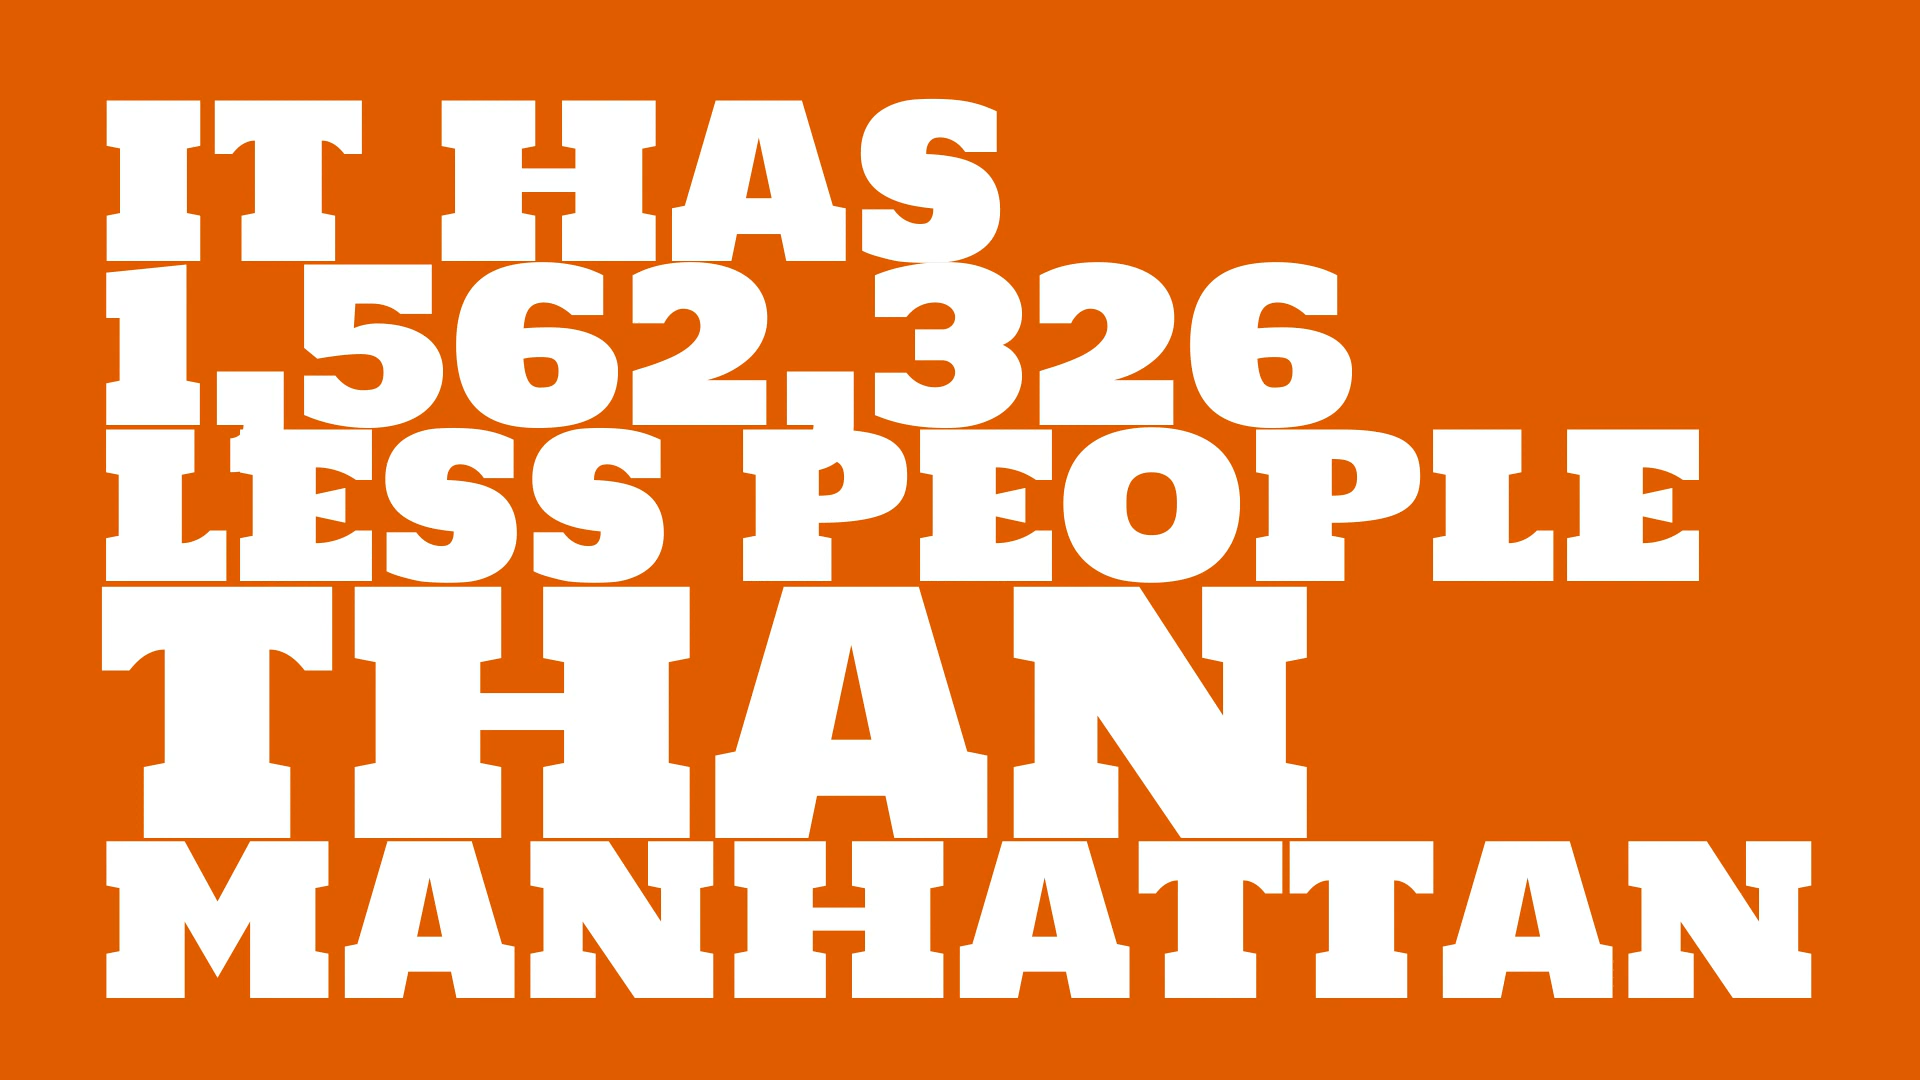 IT HAS
1,562,326
LESS PEOPLE
THAN
MANHATTAN